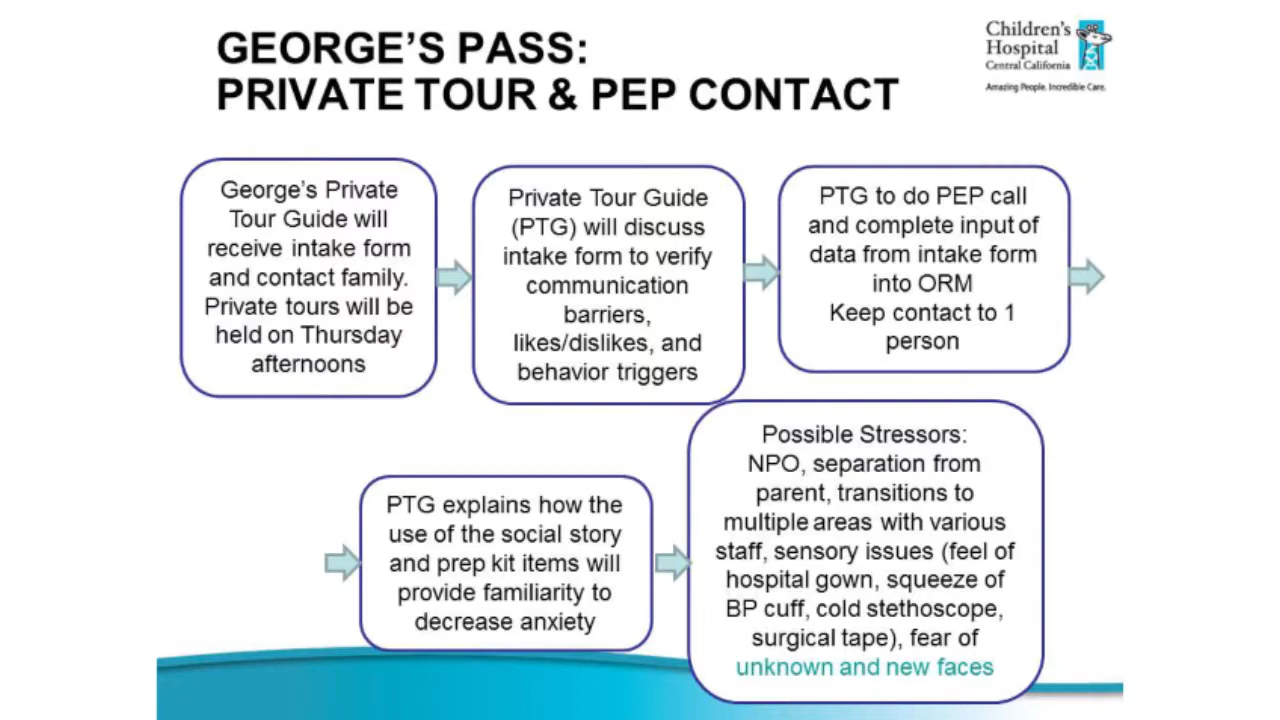 GEORGE'S PASS:
PRIVATE TOUR & PEP CONTACT
Children's
Hospital
Central California
Amazing People. Incredible Care.
George's Private
Tour Guide will
receive intake form
and contact family.
Private tours will be
held on Thursday
afternoons
Private Tour Guide
(PTG) will discuss
intake form to verify
communication
barriers,
likes/dislikes, and
behavior triggers
PTG to do PEP call
and complete input of
data from intake form
into ORM
Keep contact to 1
person
PTG explains how the
use of the social story
and prep kit items will
provide familiarity to
decrease anxiety
Possible Stressors:
NPO, separation from
parent, transitions to
multiple areas with various
staff, sensory issues (feel of
hospital gown, squeeze of
BP cuff, cold stethoscope,
surgical tape), fear of
unknown and new faces